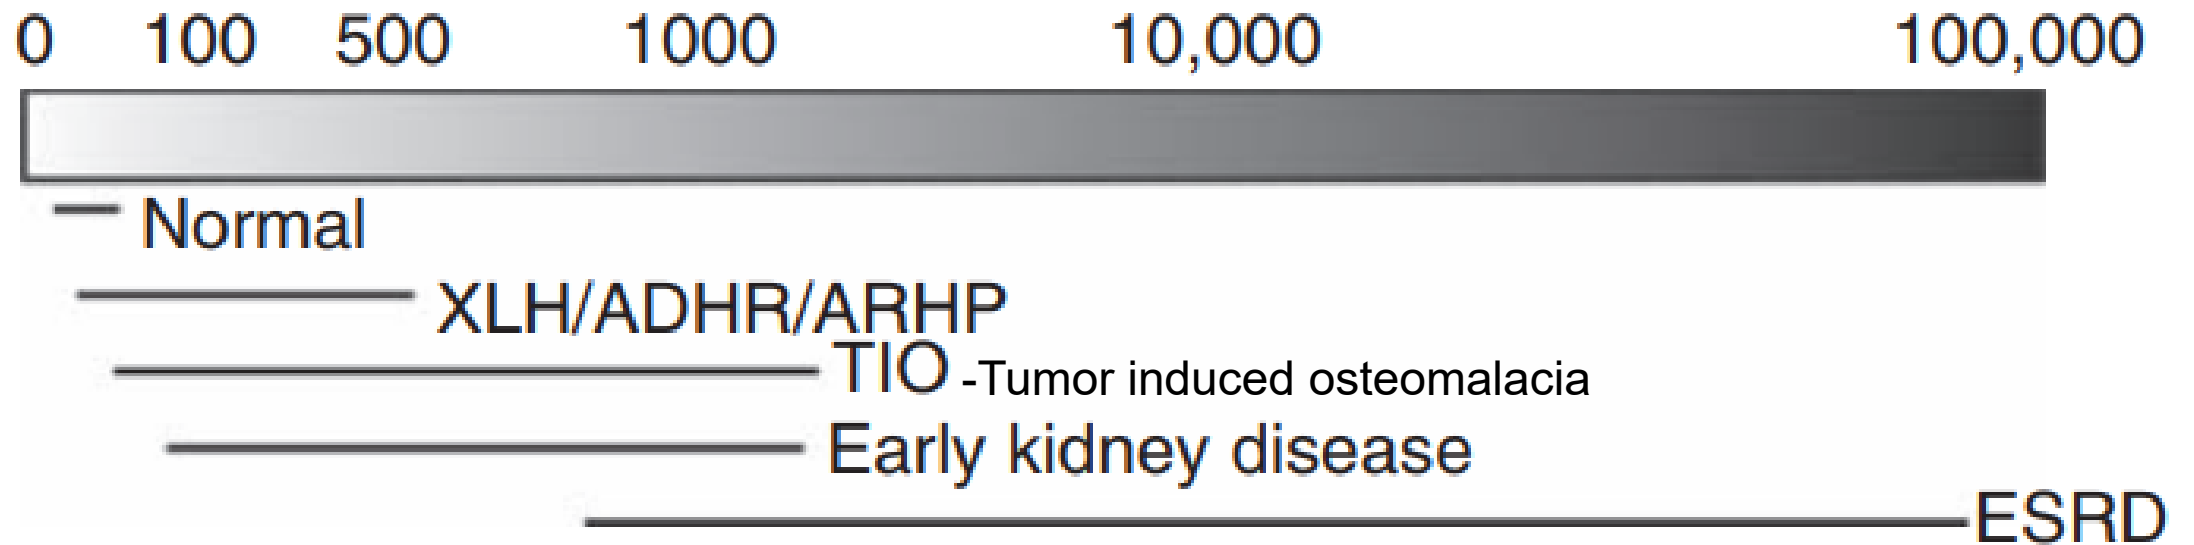 0 100 500 1000 10,000 100,000
Normal
XLH/ADHR/ARHP
TIO -Tumor induced osteomalacia
Early kidney disease
ESRD